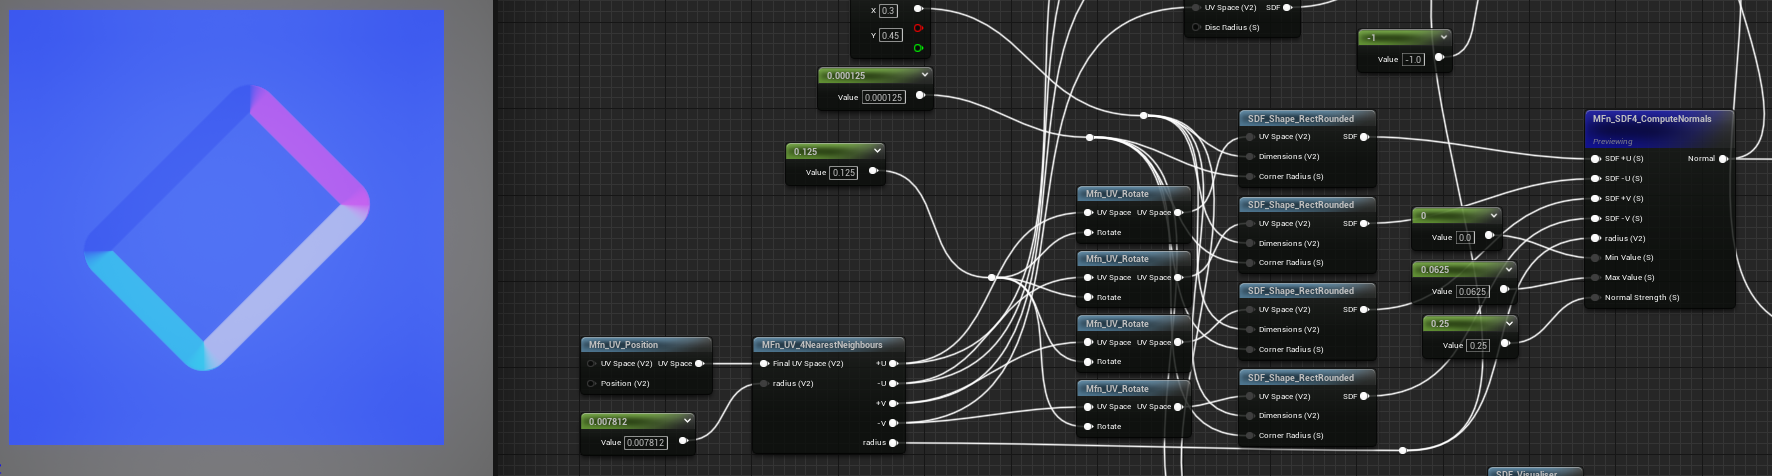 X 0.3
Y 0.45
UV Space (V2) SDF
Disc Radius (S)
-1
Value -1.0
0.000125
Value 0.000125
0.125
Value 0.125
SDF_Shape_RectRounded
UV Space (V2) SDF
Dimensions (V2)
Corner Radius (S)
MFn_SDF4_ComputeNormals
Previewing
SDF +U (S) Normal
SDF -U (S)
SDF +V (S)
SDF -V (S)
radius (V2)
Min Value (S)
Max Value (S)
Normal Strength (S)
Mfn_UV_Rotate
UV Space UV Space
Rotate
SDF_Shape_RectRounded
UV Space (V2) SDF
Dimensions (V2)
Corner Radius (S)
0
Value 0.0
Mfn_UV_Rotate
UV Space UV Space
Rotate
0.0625
Value 0.0625
SDF_Shape_RectRounded
UV Space (V2) SDF
Dimensions (V2)
Corner Radius (S)
Mfn_UV_Rotate
UV Space UV Space
Rotate
0.25
Value 0.25
Mfn_UV_Position
UV Space (V2) UV Space
Position (V2)
MFn_UV_4NearestNeighbours
Final UV Space (V2) +U
radius (V2) -U
+V
-V
radius
SDF_Shape_RectRounded
UV Space (V2) SDF
Dimensions (V2)
Corner Radius (S)
Mfn_UV_Rotate
UV Space UV Space
Rotate
0.007812
Value 0.007812
SDF_Visualiser